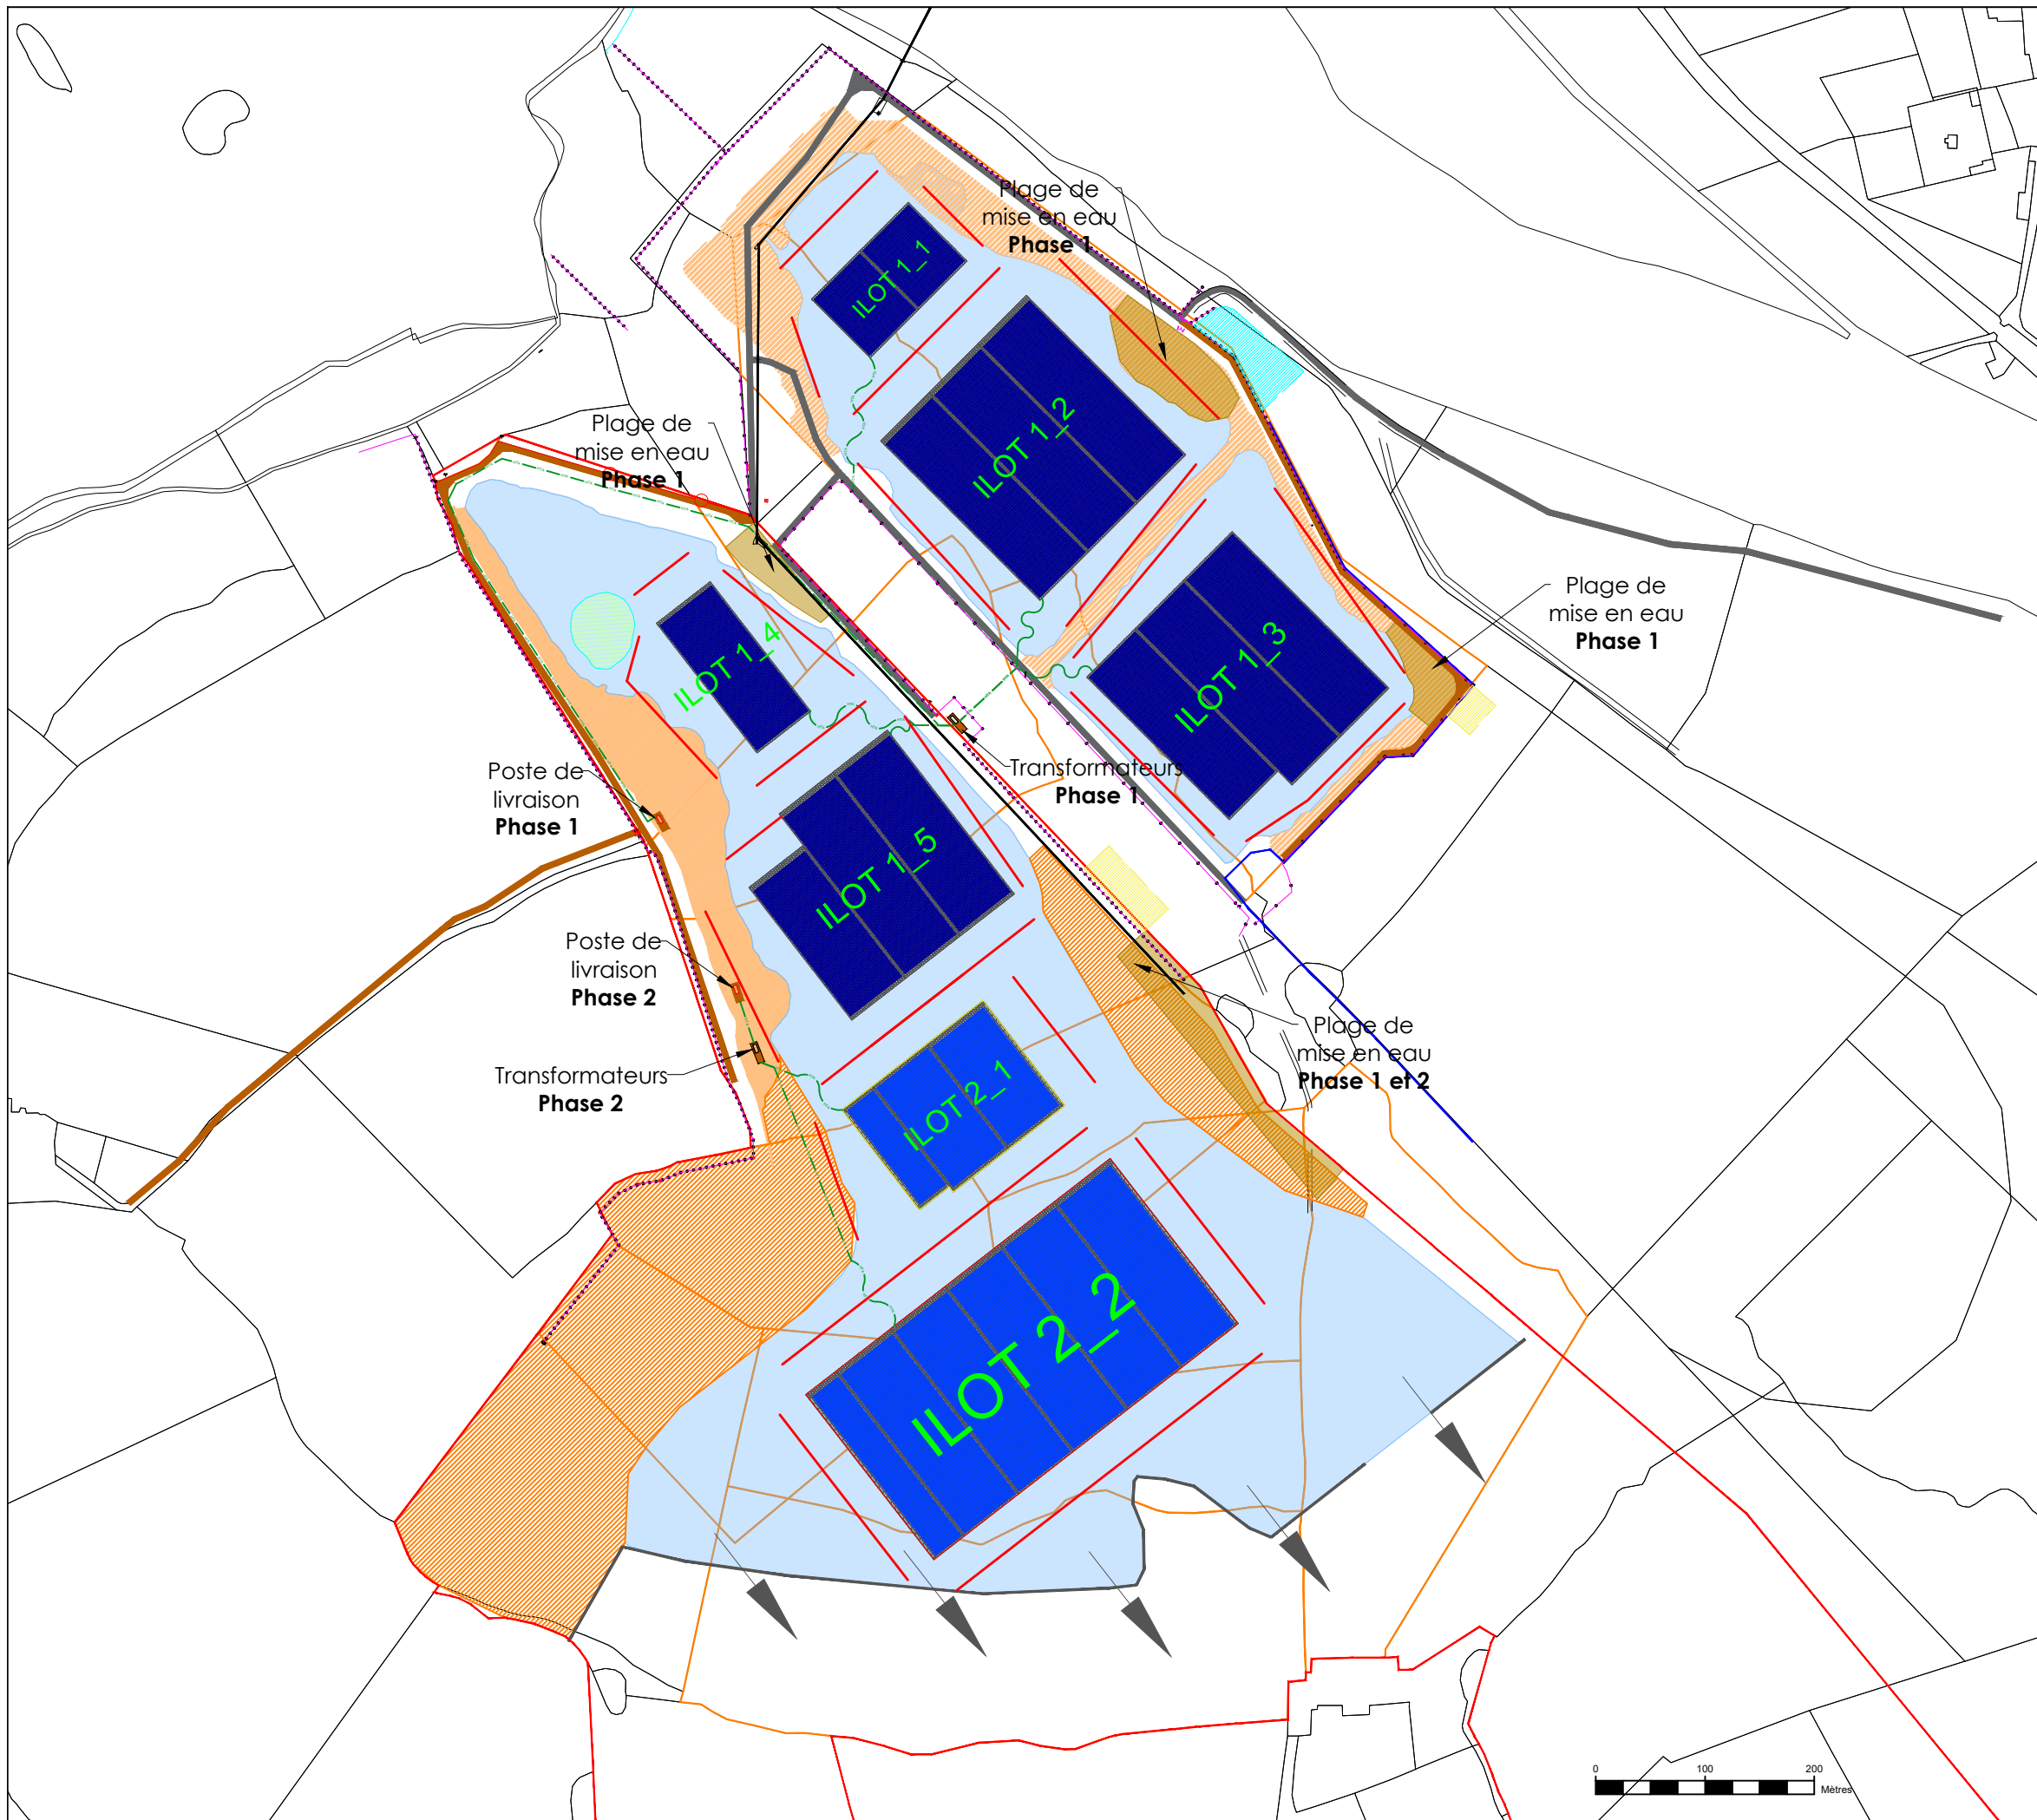 Plage de
mise en eau
Phase 1
ILOT 1_1
ILOT 1_2
Plage de
mise en eau
Phase 1
Plage de
mise en eau
Phase 1
ILOT 1_4
ILOT 1_3
Transformateurs
Phase 1
Poste de
livraison
Phase 1
ILOT 1_5
Poste de
livraison
Phase 2
Plage de
mise en eau
Phase 1 et 2
Transformateurs
Phase 2
ILOT 2_1
ILOT 2_2
0 100 200
Mètres